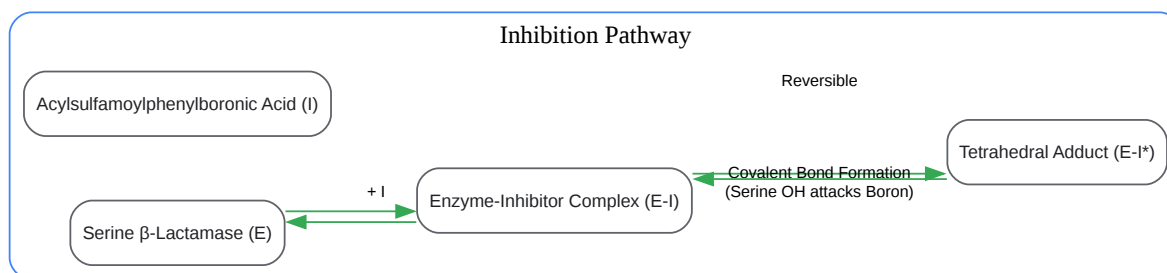 Inhibition Pathway
Acylsulfamoylphenylboronic Acid (I)
Reversible
Tetrahedral Adduct (E-I*)
Covalent Bond Formation
(Serine OH attacks Boron)
+ I
Enzyme-Inhibitor Complex (E-I)
Serine β-Lactamase (E)